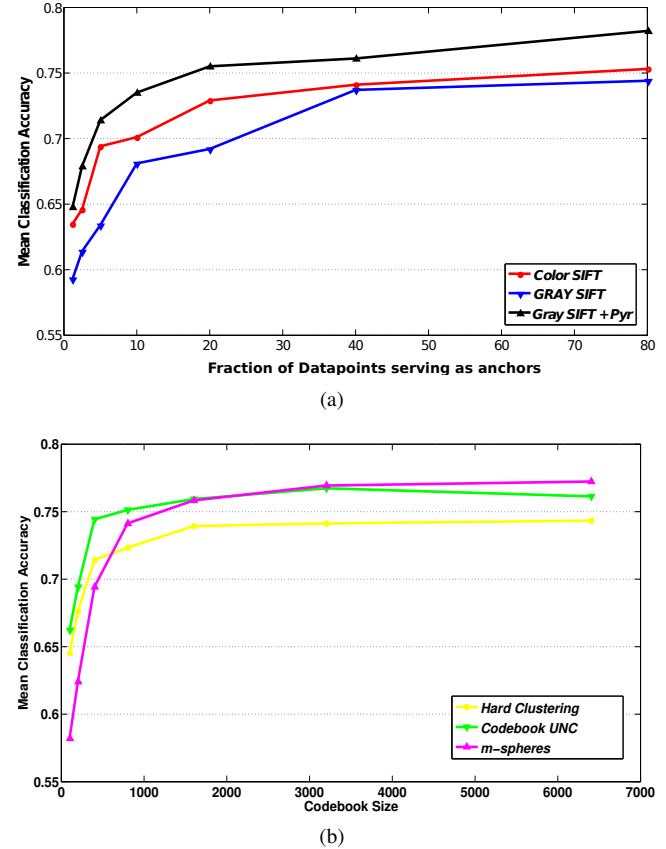 0.8
0.75
0.7
0.65
0.6
0.55
Mean Classification Accuracy
0 10 20 30 40 50 60 70 80
Fraction of Datapoints serving as anchors
Color SIFT
GRAY SIFT
Gray SIFT +Pyr
(a)
0.8
0.75
0.7
0.65
0.6
0.55
Mean Classification Accuracy
0 1000 2000 3000 4000 5000 6000 7000
Codebook Size
Hard Clustering
Codebook UNC
m−spheres
(b)